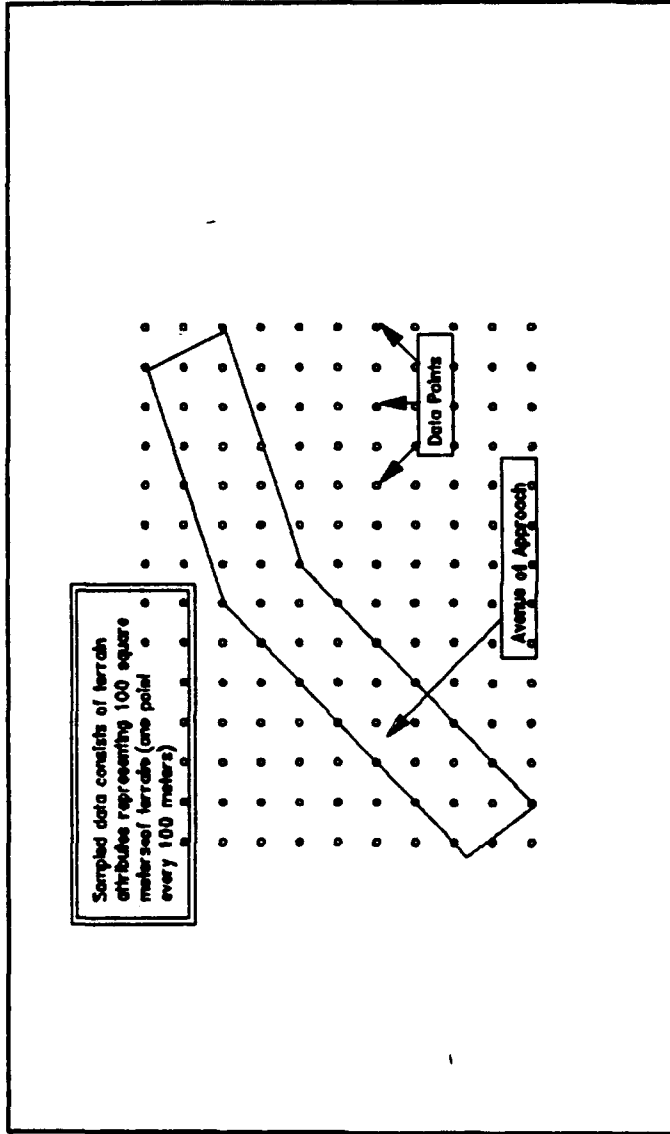 Sampled data consists of terrain
attributes representing 100 square
meters of terrain (one point
every 100 meters)
Data Points
Avenue of Approach